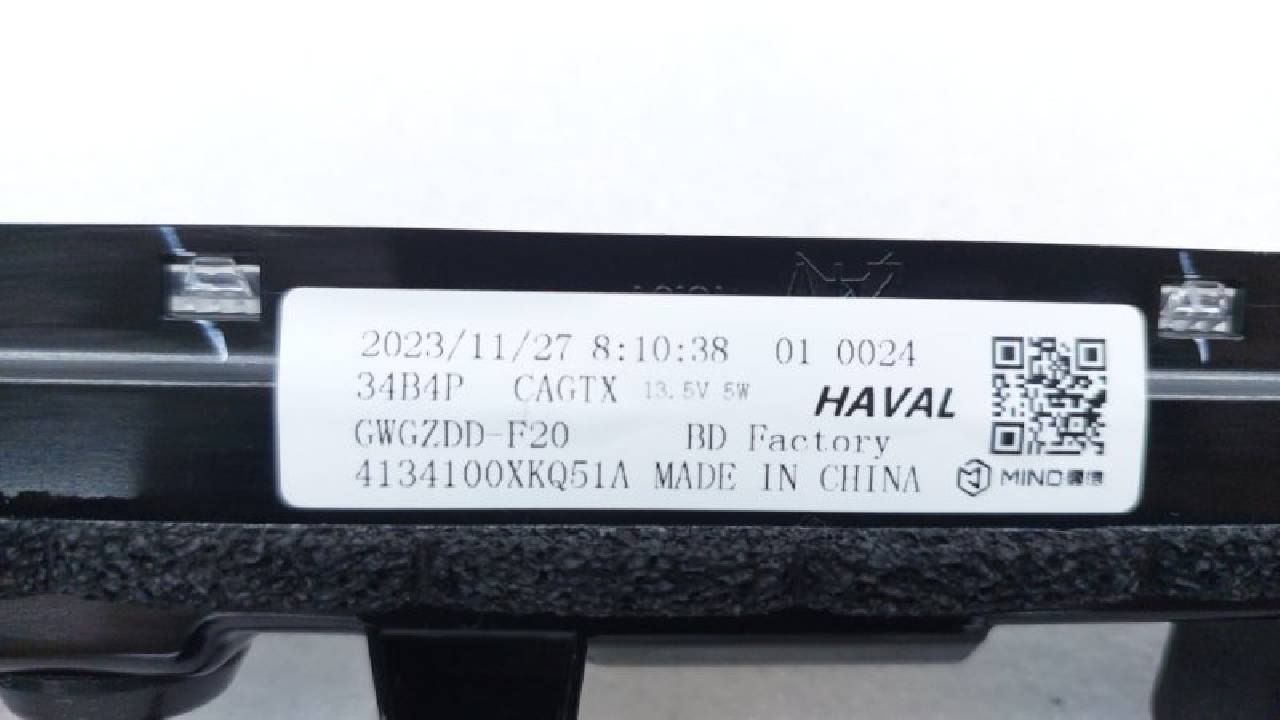 2023/11/27 8:10:38 01 0024
34B4P CAGTX 13.5V 5W HAVAL
GWGZDD-F20 BD Factory
4134100XKQ51A MADE IN CHINA MIND